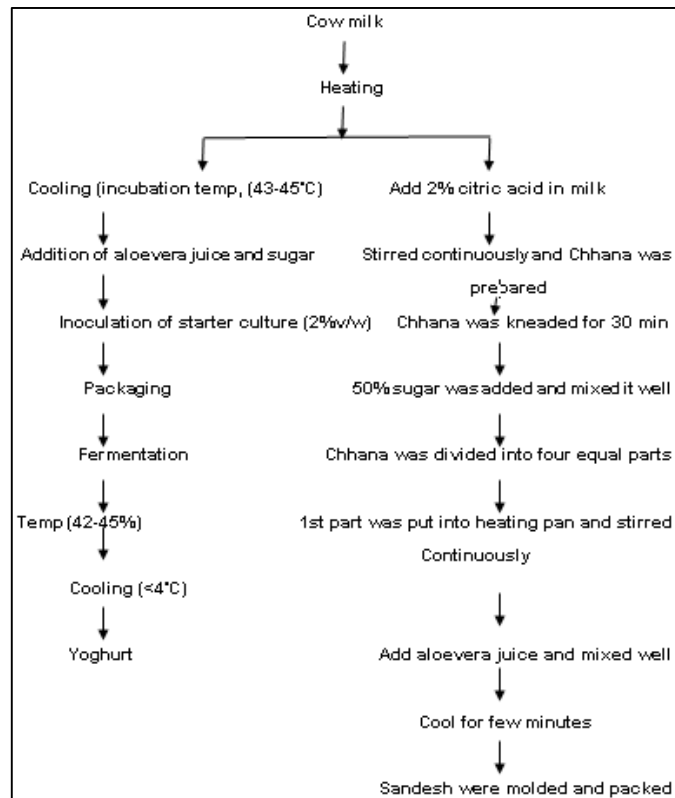 Cow milk
Heating
Cooling (incubation temp, (43-45°C)
Addition of aloevera juice and sugar
Inoculation of starter culture (2%v/w)
Packaging
Fermentation
Temp (42-45%)
Cooling (<4°C)
Yoghurt
Add 2% citric acid in milk
Stirred continuously and Chhana was
prebared
Chhana was kneaded for 30 min
50% sugar was added and mixed it well
Chhana was divided into four equal parts
1st part was put into heating pan and stirred
Continuously
Add aloevera juice and mixed well
Cool for few minutes
Sandesh were molded and packed